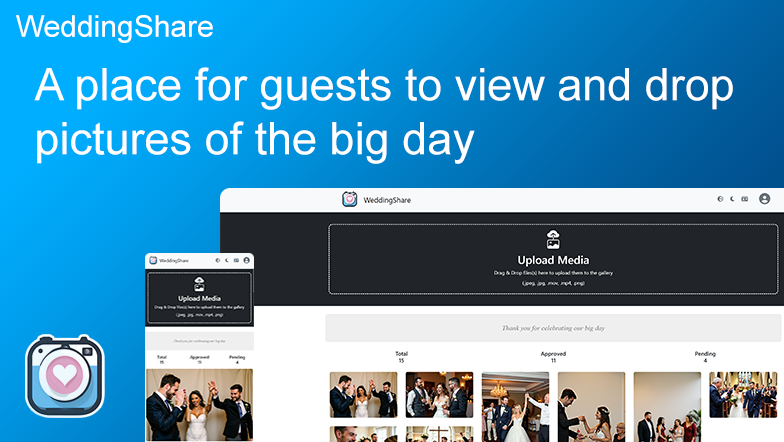 WeddingShare
A place for guests to view and drop
pictures of the big day
WeddingShare
Upload Media
Drag & Drop file(s) here to upload them to the gallery
(.jpeg, .jpg, .mov, .mp4, .png)
Thank you for celebrating our big day
Total
15
Approved
11
Pending
4
WeddingShare
Upload Media
Drag & Drop file(s) here to upload them to the gallery
(.jpeg, .jpg, .mov, .mp4, .png)
Thank you for celebrating our big day
Total
15
Approved
11
Pending
4